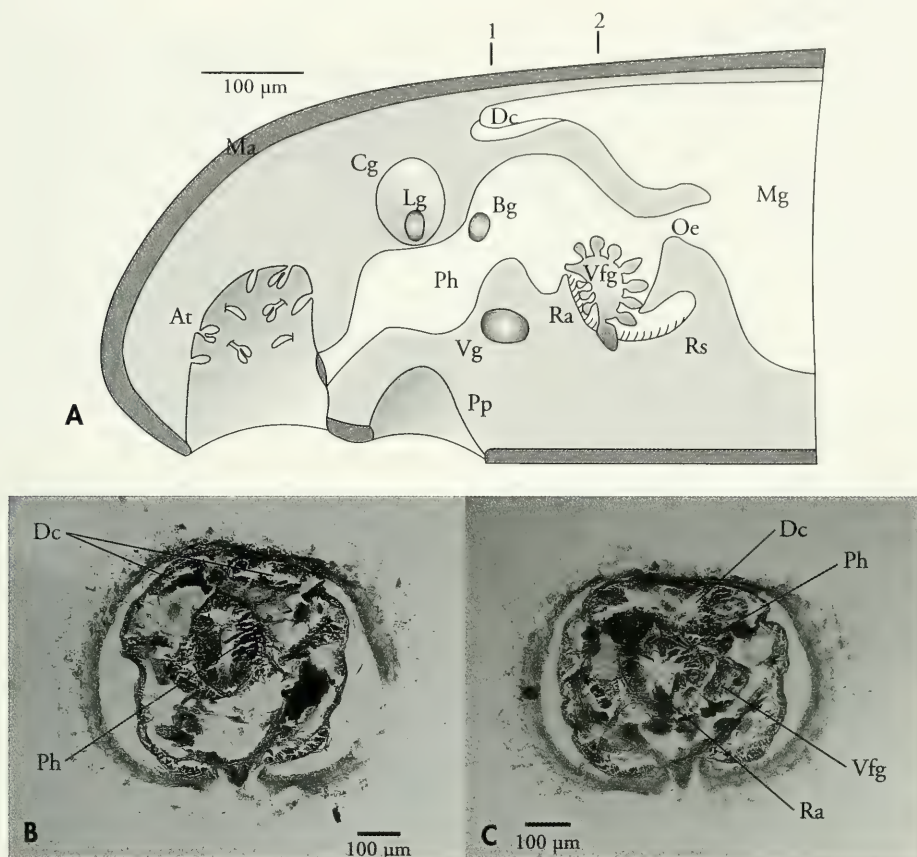 1
2
100 µm
Dc
Ma
Cg
Lg
Bg
Mg
Oe
Vfg
Ph
At
Ra
Rs
Vg
Pp
A
Dc
Ph
B
100 µm
Dc
Ph
Vfg
Ra
C
100 µm